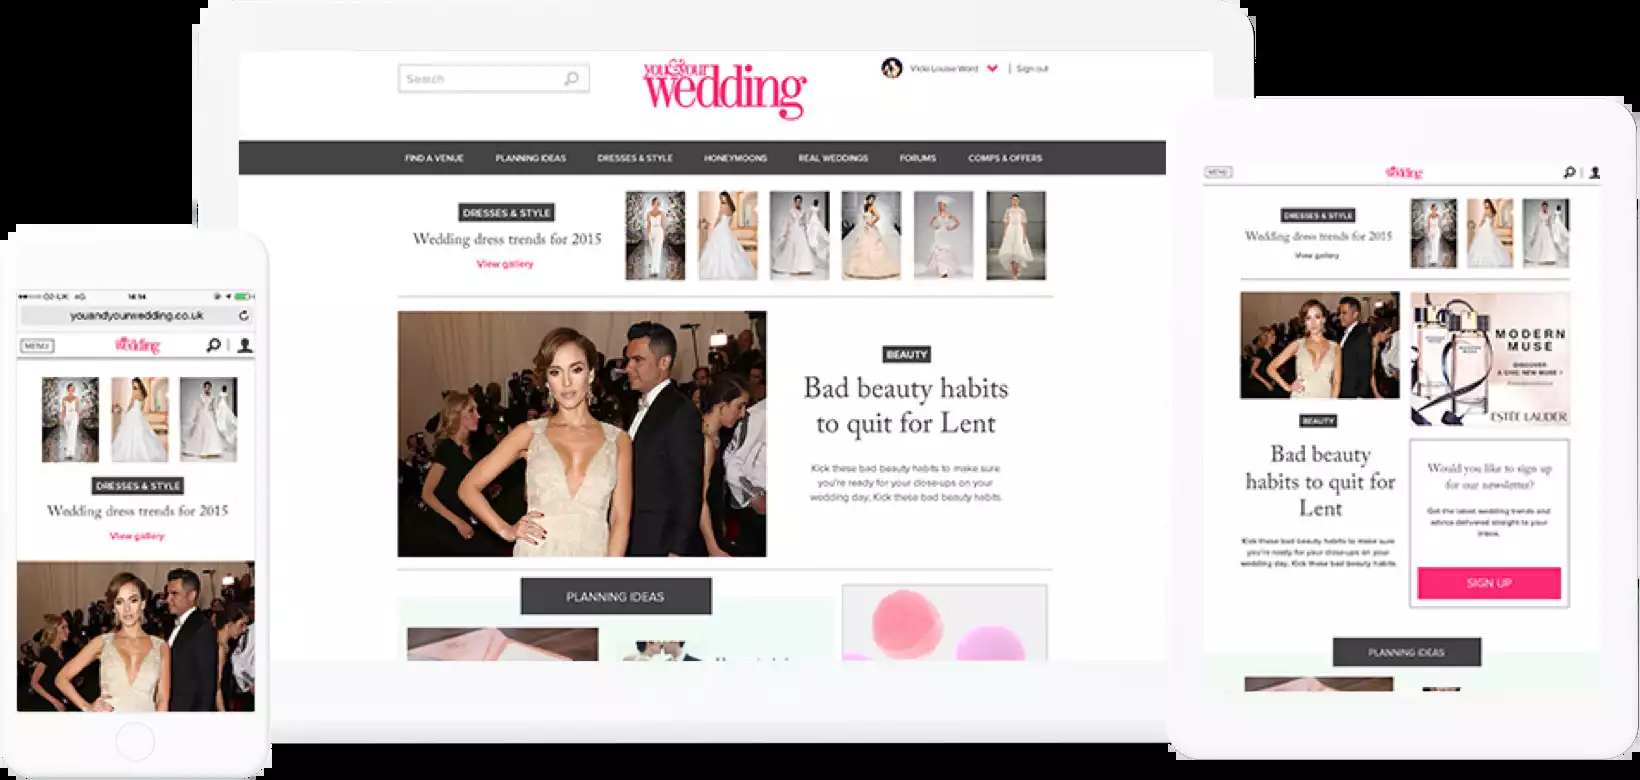 Search
you&your
wedding
Vicki Louise Ward | Sign out
FIND A VENUE PLANNING IDEAS DRESSES & STYLE HONEYMOONS REAL WEDDINGS FORUMS COMPS & OFFERS
DRESSES & STYLE
Wedding dress trends for 2015
View gallery
BEAUTY
Bad beauty habits
to quit for Lent
Kick these bad beauty habits to make sure
you're ready for your close-ups on your
wedding day, Kick these bad beauty habits.
PLANNING IDEAS
O2-UK 4G 14:14
youandyourwedding.co.uk
MENU
wedding
DRESSES & STYLE
Wedding dress trends for 2015
View gallery
MENU
wedding
DRESSES & STYLE
Wedding dress trends for 2015
View gallery
MODERN
MUSE
DISCOVER
A CHIC NEW MUSE >
ESTĒE LAUDER
BEAUTY
Bad beauty
habits to quit for
Lent
Kick these bad beauty habits to make sure
you're ready for your close-ups on your
wedding day, Kick these bad beauty habits.
Would you like to sign up
for our newsletter?
Get the latest wedding trends and
advice delivered straight to your
inbox.
SIGN UP
PLANNING IDEAS